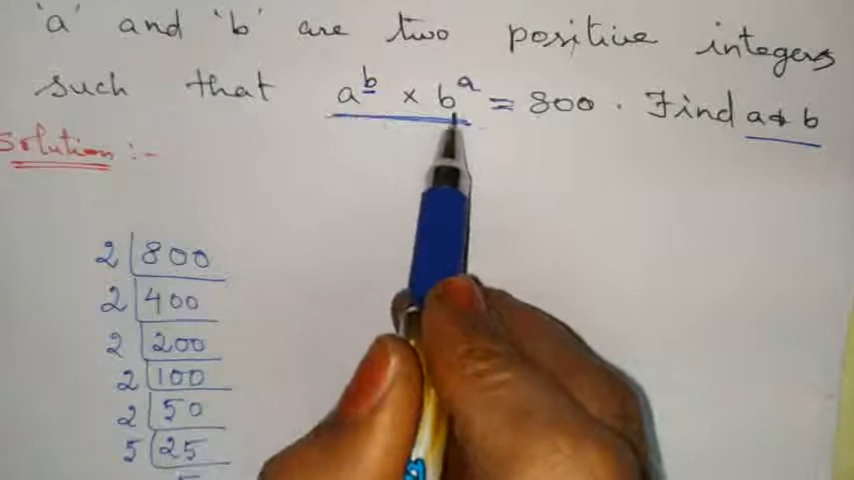 'a' and 'b' are two positive integers
such that a^b × b^a = 800. Find a & b
Solution :-
2 | 800
2 | 400
2 | 200
2 | 100
2 | 50
5 | 25